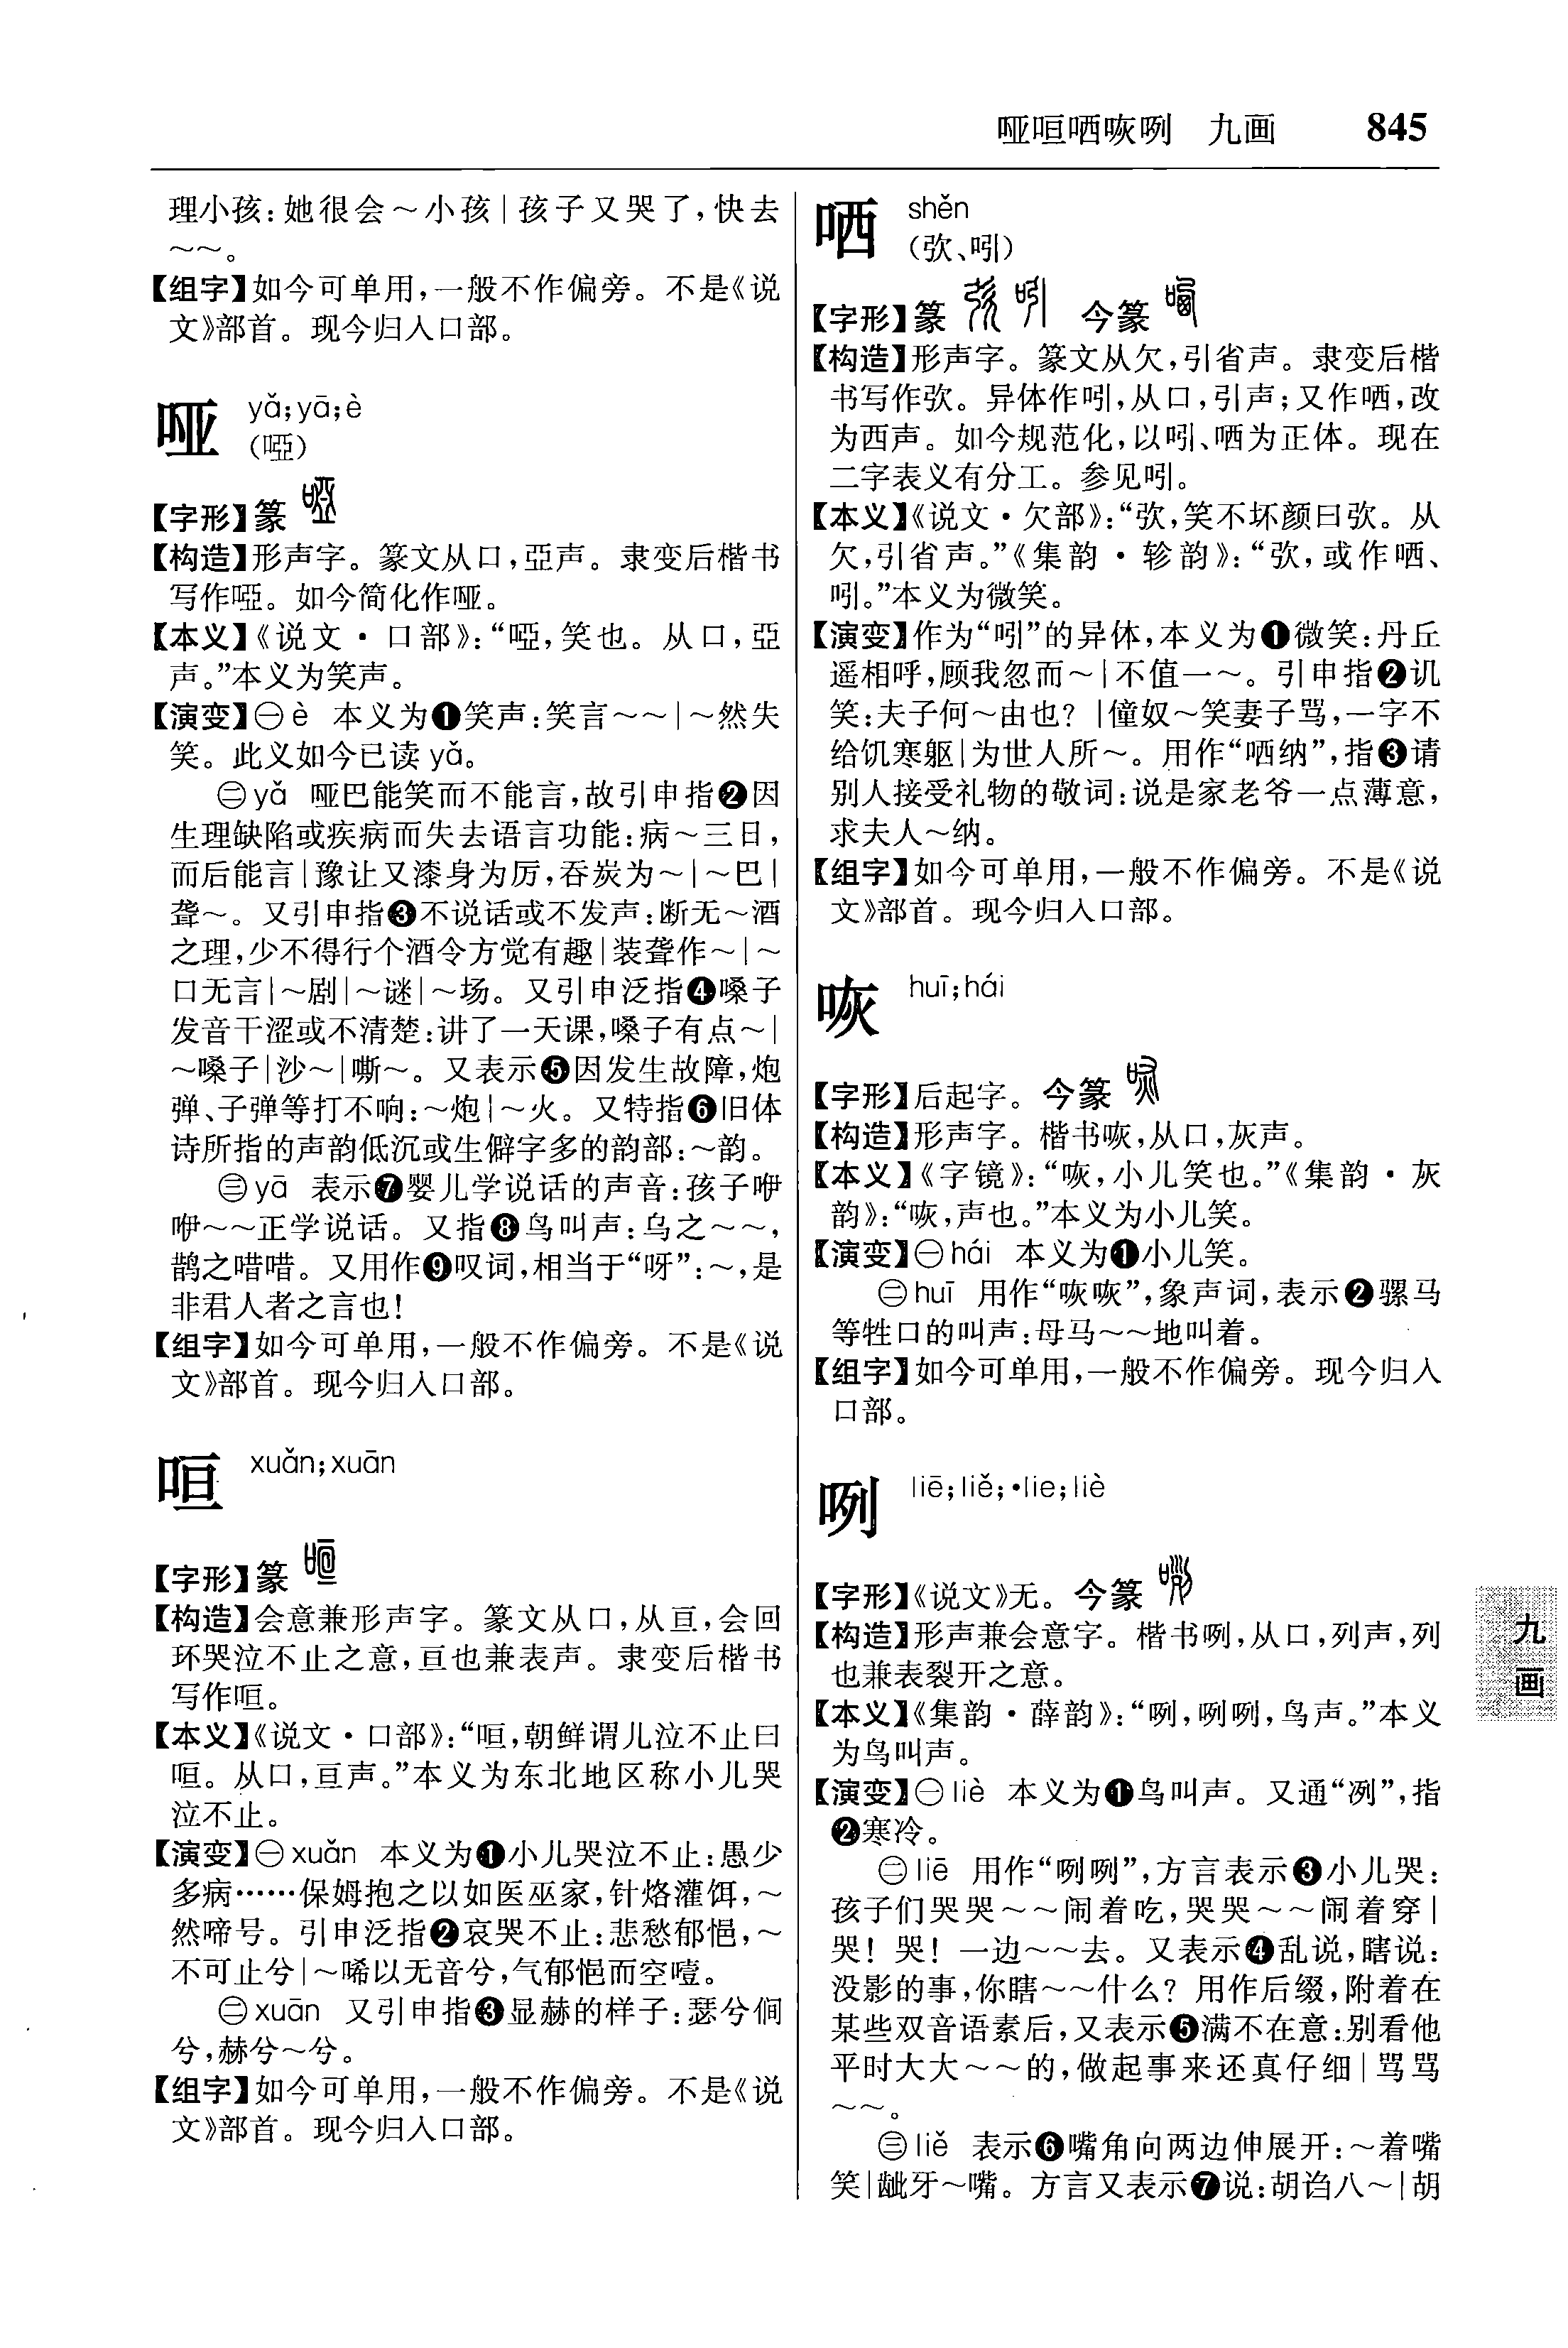 哑咺哂咴咧　九画　845
理小孩：她很会～小孩｜孩子又哭了，快去
～～。
【组字】如今可单用，一般不作偏旁。不是《说
文》部首。现今归入口部。
哑 yǎ；yā；è
（啞）
【字形】篆
【构造】形声字。篆文从口，亞声。隶变后楷书
写作啞。如今简化作哑。
【本义】《说文・口部》：“啞，笑也。从口，亞
声。”本义为笑声。
【演变】㊀è　本义为❶笑声：笑言～～｜～然失
笑。此义如今已读 yǎ。
㊁yǎ　哑巴能笑而不能言，故引申指❷因
生理缺陷或疾病而失去语言功能：病～三日，
而后能言｜豫让又漆身为厉，吞炭为～｜～巴｜
聋～。又引申指❸不说话或不发声：断无～酒
之理，少不得行个酒令方觉有趣｜装聋作～｜～
口无言｜～剧｜～谜｜～场。又引申泛指❹嗓子
发音干涩或不清楚：讲了一天课，嗓子有点～｜
～嗓子｜沙～｜嘶～。又表示❺因发生故障，炮
弹、子弹等打不响：～炮｜～火。又特指❻旧体
诗所指的声韵低沉或生僻字多的韵部：～韵。
㊂yā　表示❼婴儿学说话的声音：孩子咿
咿～～正学说话。又指❽鸟叫声：乌之～～，
鹊之唶唶。又用作❾叹词，相当于“呀”：～，是
非君人者之言也！
【组字】如今可单用，一般不作偏旁。不是《说
文》部首。现今归入口部。
咺 xuǎn；xuān
【字形】篆
【构造】会意兼形声字。篆文从口，从亘，会回
环哭泣不止之意，亘也兼表声。隶变后楷书
写作咺。
【本义】《说文・口部》：“咺，朝鲜谓儿泣不止曰
咺。从口，亘声。”本义为东北地区称小儿哭
泣不止。
【演变】㊀xuǎn　本义为❶小儿哭泣不止：愚少
多病……保姆抱之以如医巫家，针烙灌饵，～
然啼号。引申泛指❷哀哭不止：悲愁郁悒，～
不可止兮｜～唏以无音兮，气郁悒而空噎。
㊁xuān　又引申指❸显赫的样子：瑟兮僩
兮，赫兮～兮。
【组字】如今可单用，一般不作偏旁。不是《说
文》部首。现今归入口部。
哂 shěn
（弞、吲）
【字形】篆　今篆
【构造】形声字。篆文从欠，引省声。隶变后楷
书写作弞。异体作吲，从口，引声；又作哂，改
为西声。如今规范化，以吲、哂为正体。现在
二字表义有分工。参见吲。
【本义】《说文・欠部》：“弞，笑不坏颜曰弞。从
欠，引省声。”《集韵・轸韵》：“弞，或作哂、
吲。”本义为微笑。
【演变】作为“吲”的异体，本义为❶微笑：丹丘
遥相呼，顾我忽而～｜不值一～。引申指❷讥
笑：夫子何～由也？｜僮奴～笑妻子骂，一字不
给饥寒躯｜为世人所～。用作“哂纳”，指❸请
别人接受礼物的敬词：说是家老爷一点薄意，
求夫人～纳。
【组字】如今可单用，一般不作偏旁。不是《说
文》部首。现今归入口部。
咴 huī；hái
【字形】后起字。今篆
【构造】形声字。楷书咴，从口，灰声。
【本义】《字镜》：“咴，小儿笑也。”《集韵・灰
韵》：“咴，声也。”本义为小儿笑。
【演变】㊀hái　本义为❶小儿笑。
㊁huī　用作“咴咴”，象声词，表示❷骡马
等牲口的叫声：母马～～地叫着。
【组字】如今可单用，一般不作偏旁。现今归入
口部。
咧 liē；liě；·lie；liè
【字形】《说文》无。今篆
【构造】形声兼会意字。楷书咧，从口，列声，列
也兼表裂开之意。
【本义】《集韵・薛韵》：“咧，咧咧，鸟声。”本义
为鸟叫声。
【演变】㊀liè　本义为❶鸟叫声。又通“冽”，指
❷寒冷。
㊁liē　用作“咧咧”，方言表示❸小儿哭：
孩子们哭哭～～闹着吃，哭哭～～闹着穿｜
哭！哭！一边～～去。又表示❹乱说，瞎说：
没影的事，你瞎～～什么？用作后缀，附着在
某些双音语素后，又表示❺满不在意：别看他
平时大大～～的，做起事来还真仔细｜骂骂
～～。
㊂liě　表示❻嘴角向两边伸展开：～着嘴
笑｜龇牙～嘴。方言又表示❼说：胡诌八～｜胡
九
画